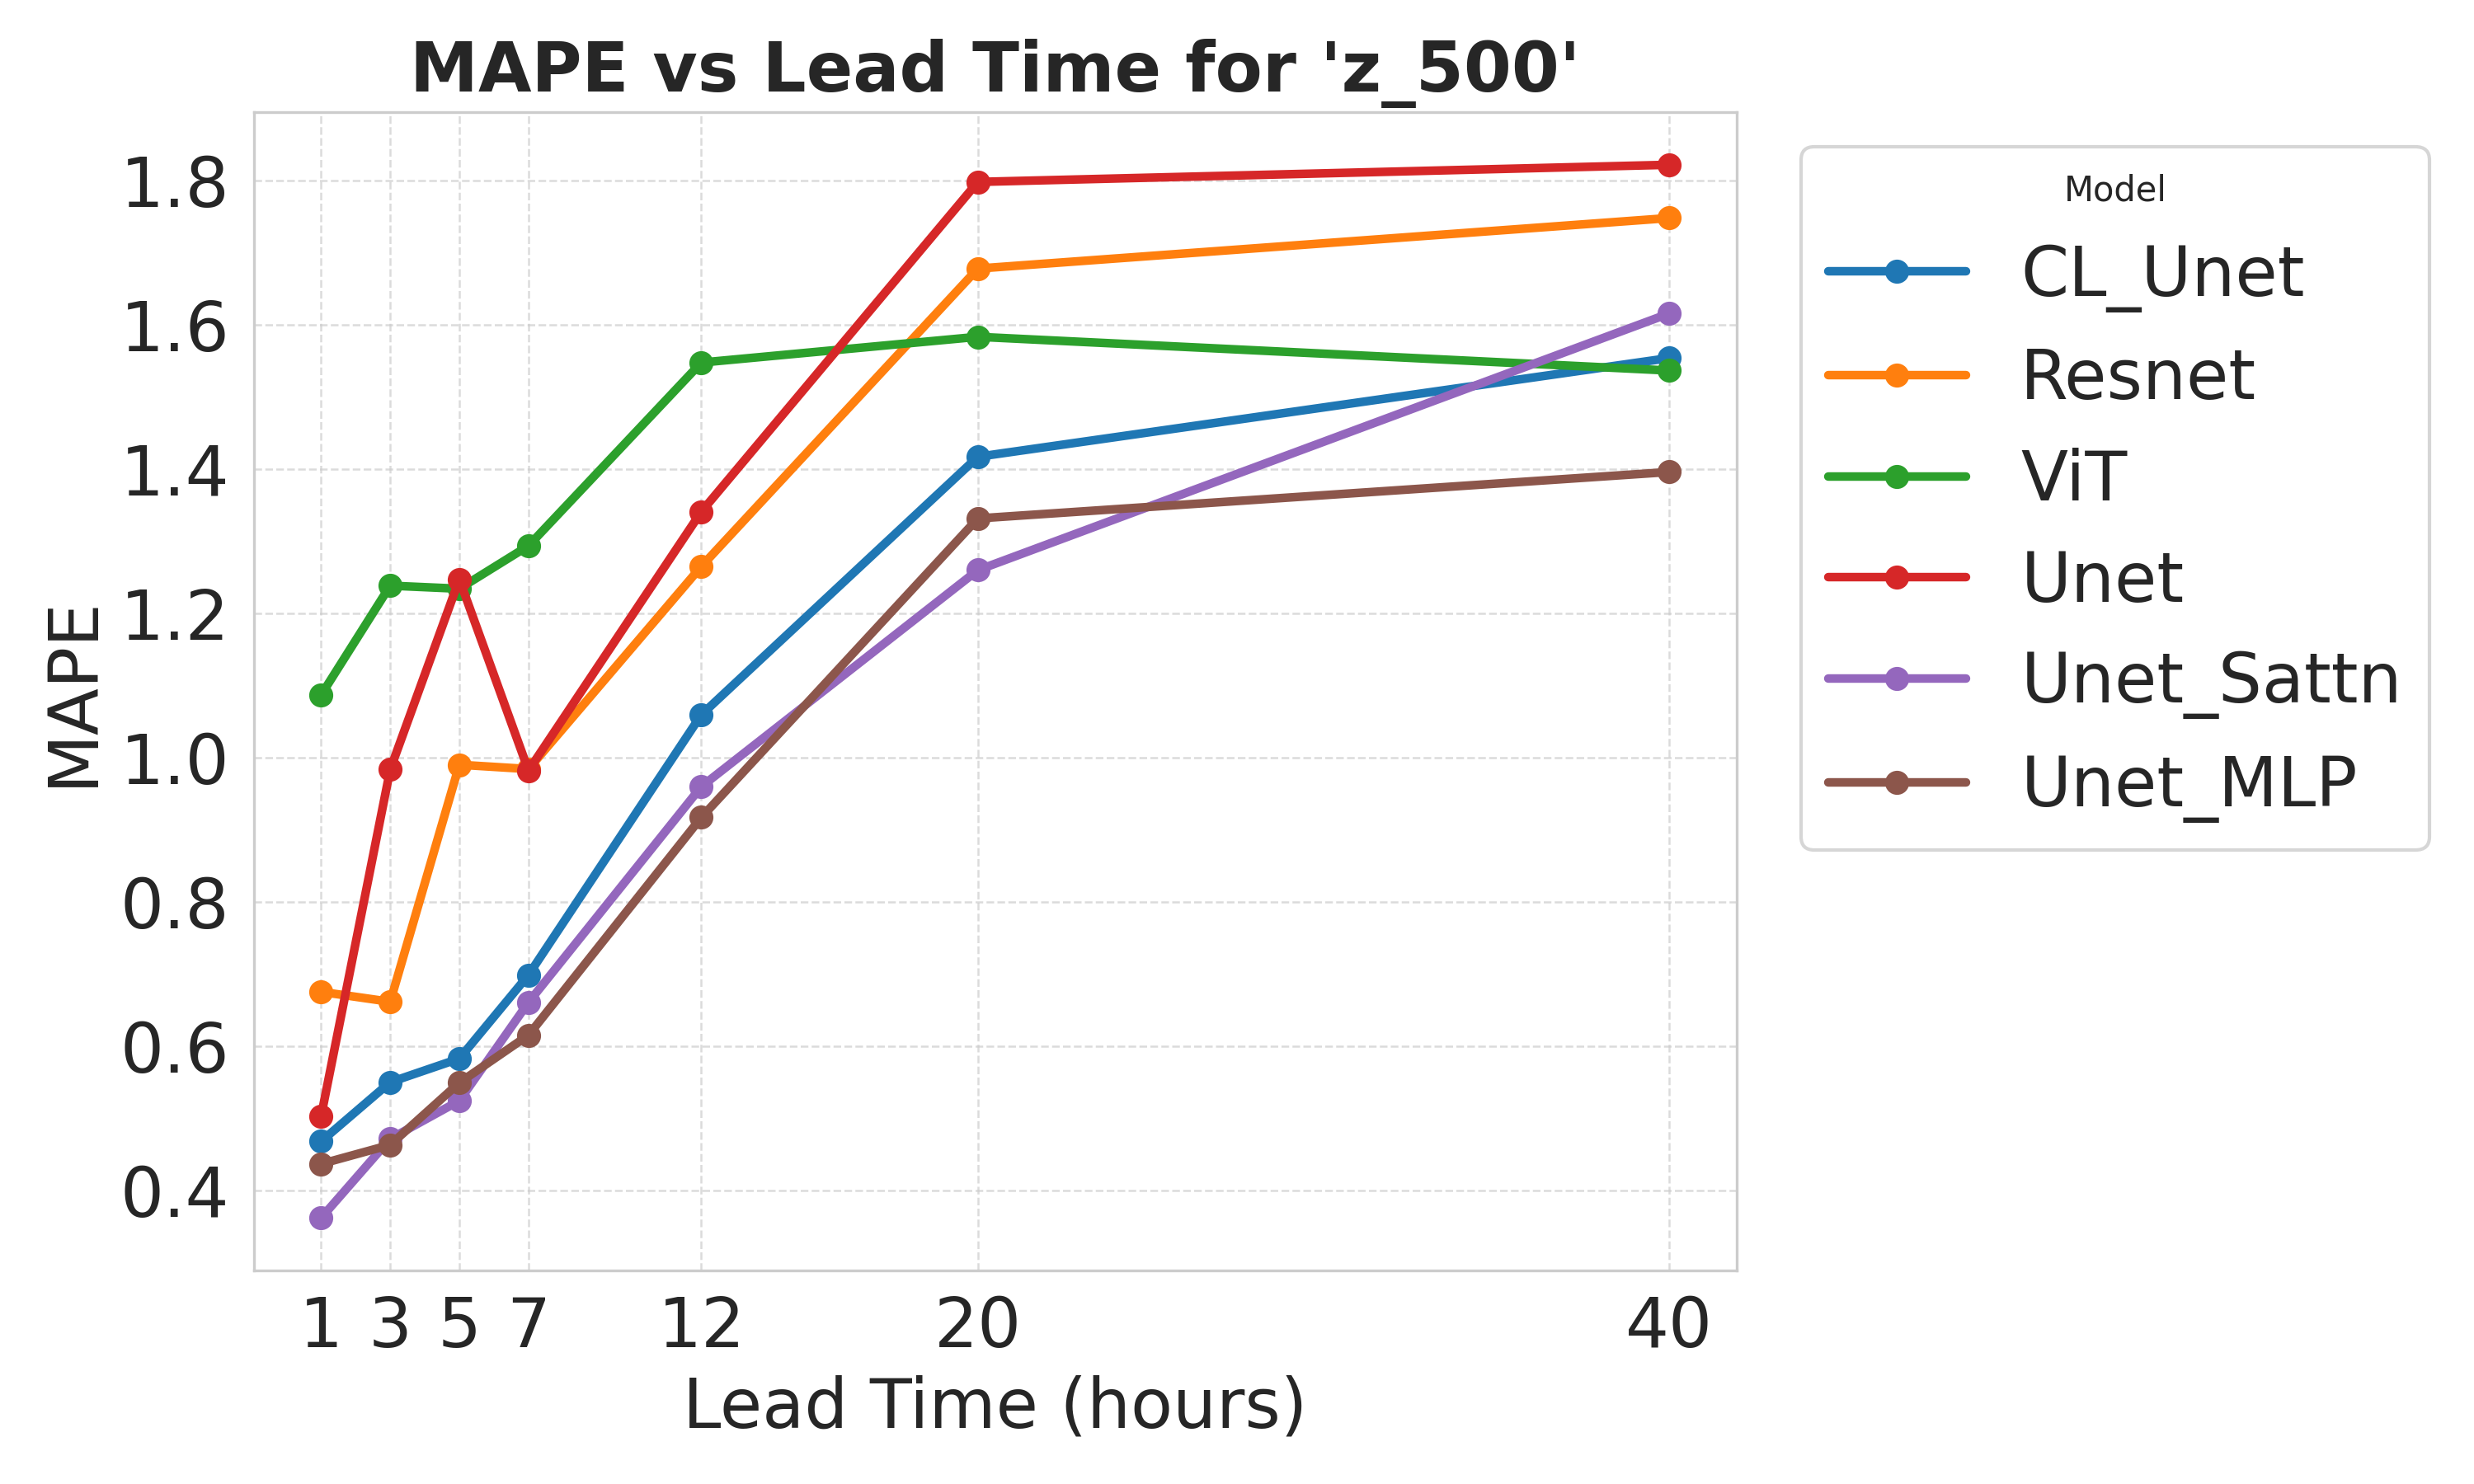 MAPE vs Lead Time for 'z_500'
MAPE
1.8
1.6
1.4
1.2
1.0
0.8
0.6
0.4
1 3 5 7 12 20 40
Lead Time (hours)
Model
CL_Unet
Resnet
ViT
Unet
Unet_Sattn
Unet_MLP